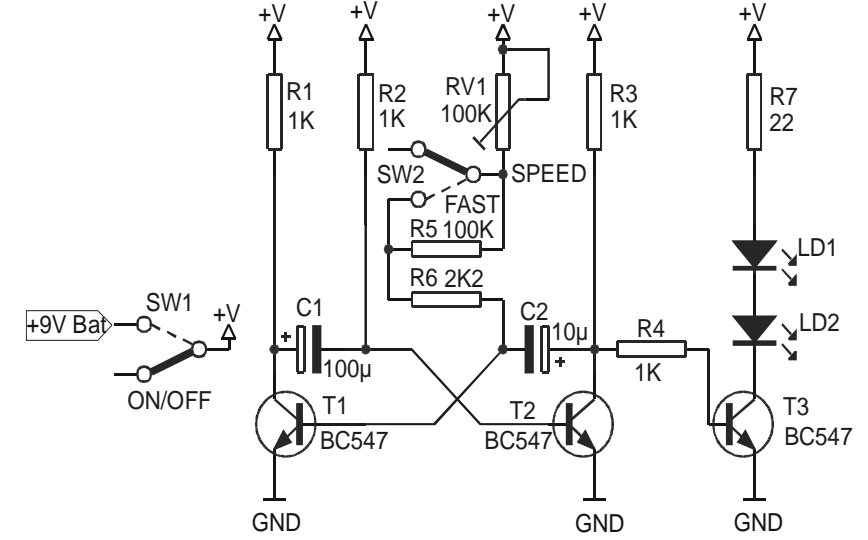 +V +V +V +V +V
R1
1K
R2
1K
RV1
100K
R3
1K
R7
22
SW2
SPEED
FAST
R5 100K
R6 2K2
LD1
LD2
+9V Bat
SW1
+V
ON/OFF
C1
+
100µ
C2
10µ
+
R4
1K
T1
BC547
T2
BC547
T3
BC547
GND GND GND